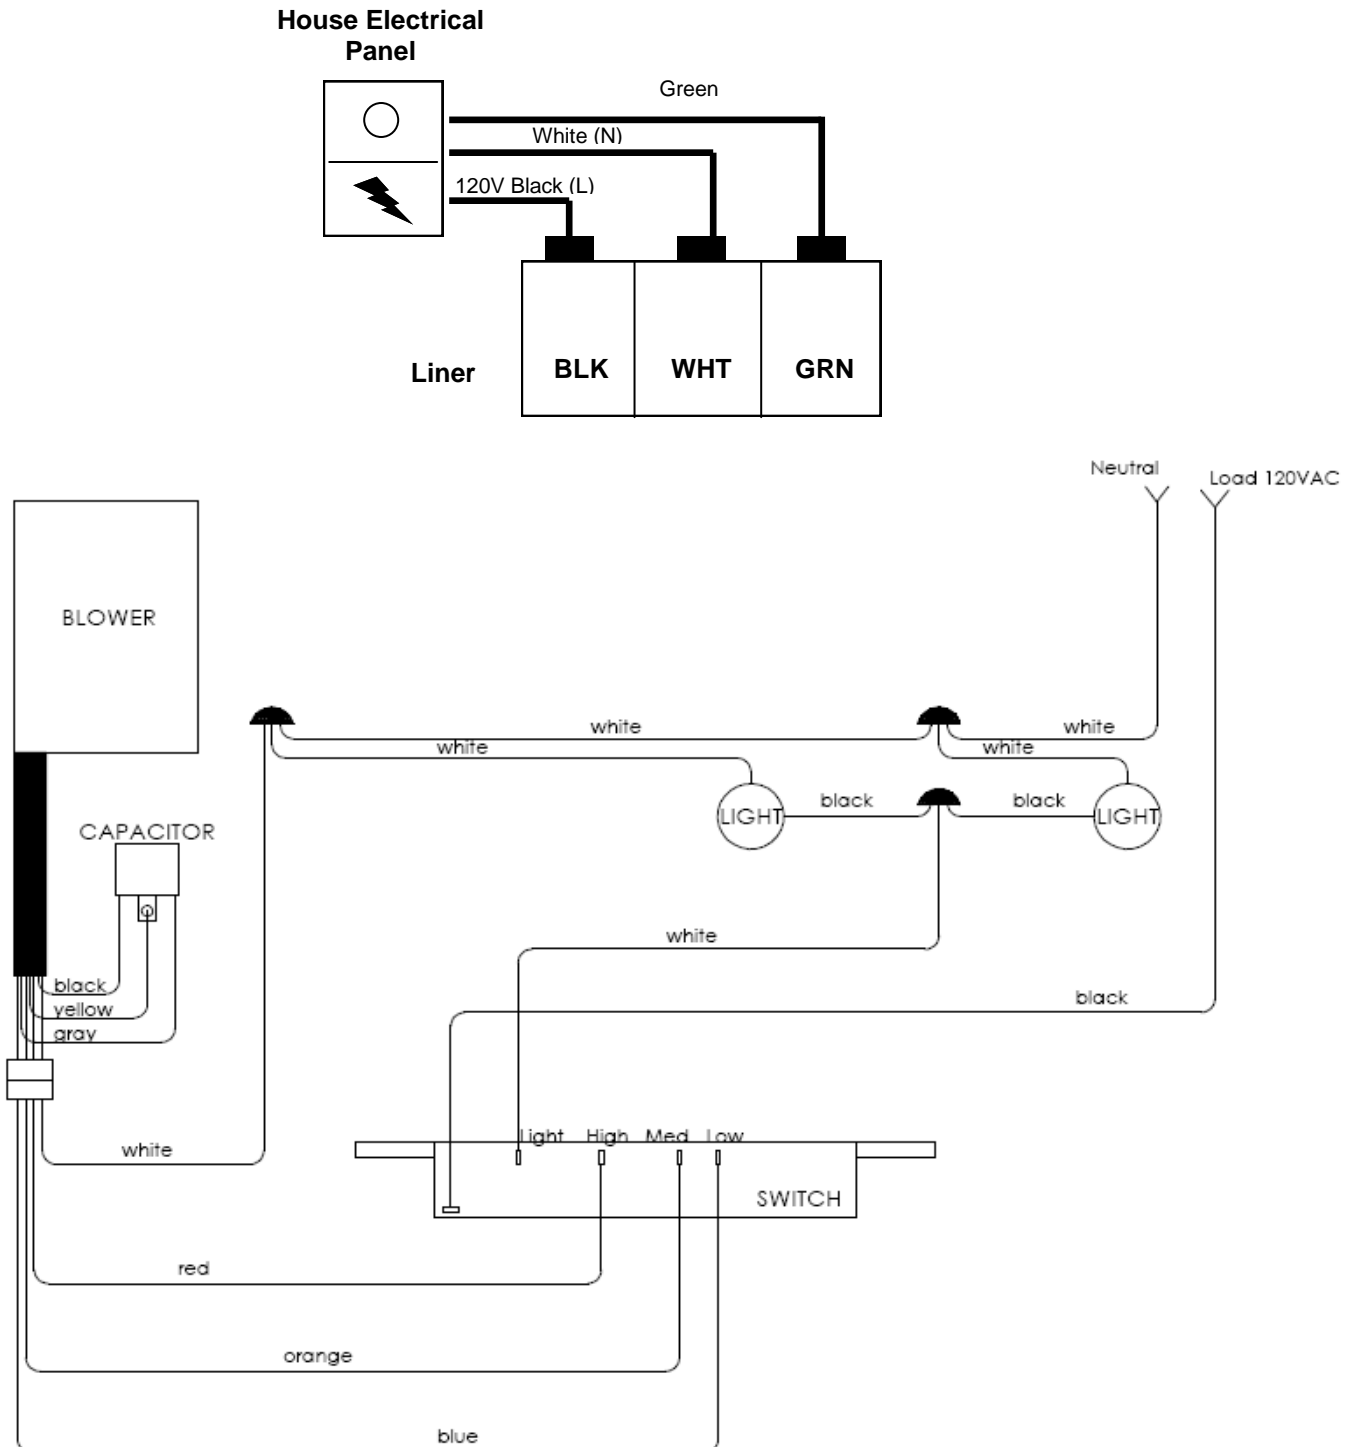 House Electrical
Panel
Green
White (N)
120V Black (L)
Liner
BLK
WHT
GRN
Neutral
Load 120VAC
BLOWER
white
white
white
white
LIGHT
black
black
LIGHT
CAPACITOR
white
black
yellow
gray
black
white
Light
High
Med
Low
SWITCH
red
orange
blue